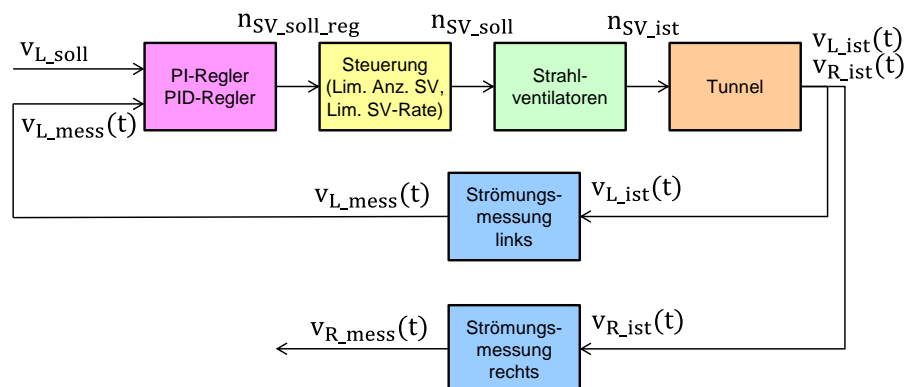 n_SV_soll_reg
n_SV_soll
n_SV_ist
v_L_soll
v_L_ist(t)
v_R_ist(t)
PI-Regler
PID-Regler
Steuerung
(Lim. Anz. SV,
Lim. SV-Rate)
Strahl-
ventilatoren
Tunnel
v_L_mess(t)
v_L_mess(t)
Strömungs-
messung
links
v_L_ist(t)
v_R_mess(t)
Strömungs-
messung
rechts
v_R_ist(t)